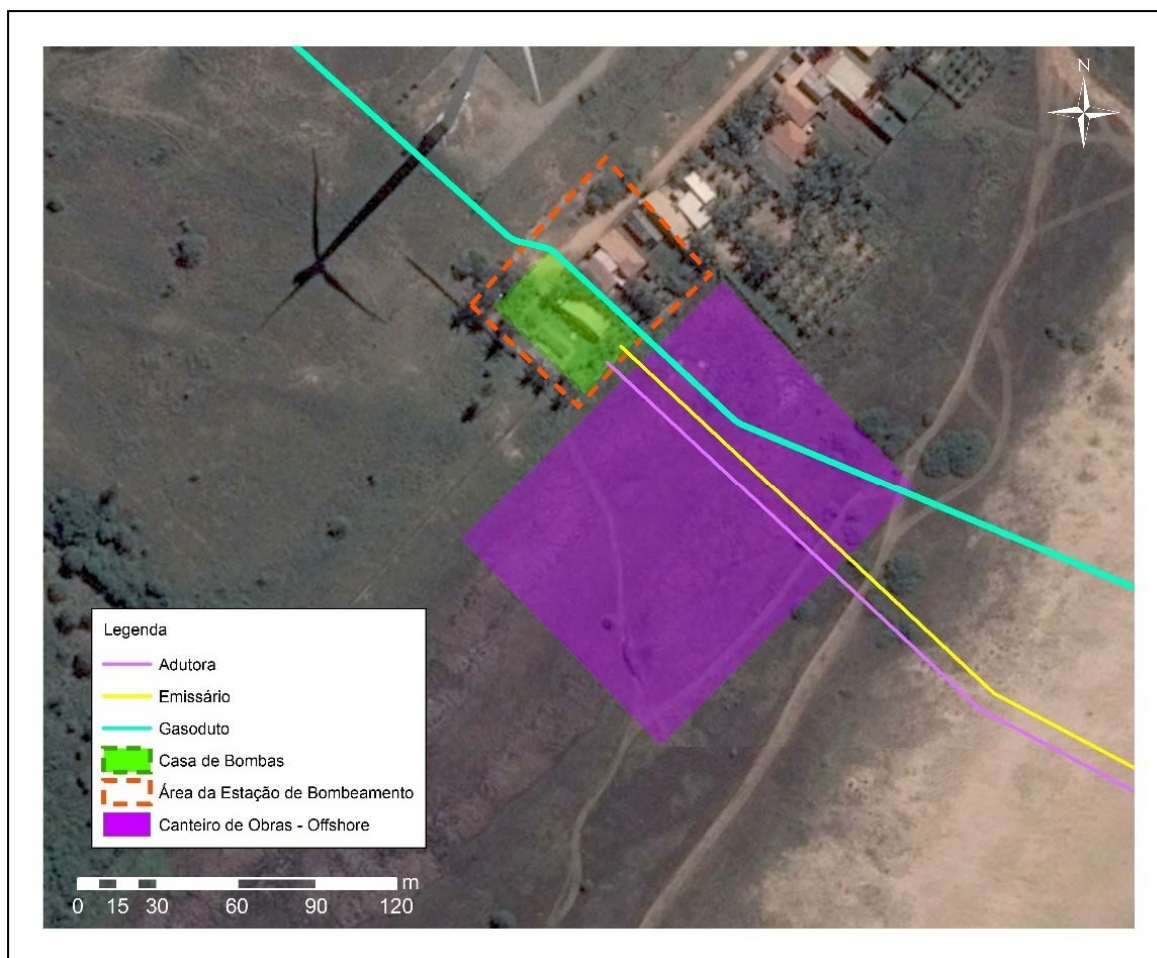 N
Legenda
Adutora
Emissário
Gasoduto
Casa de Bombas
Área da Estação de Bombeamento
Canteiro de Obras - Offshore
m
0 15 30 60 90 120